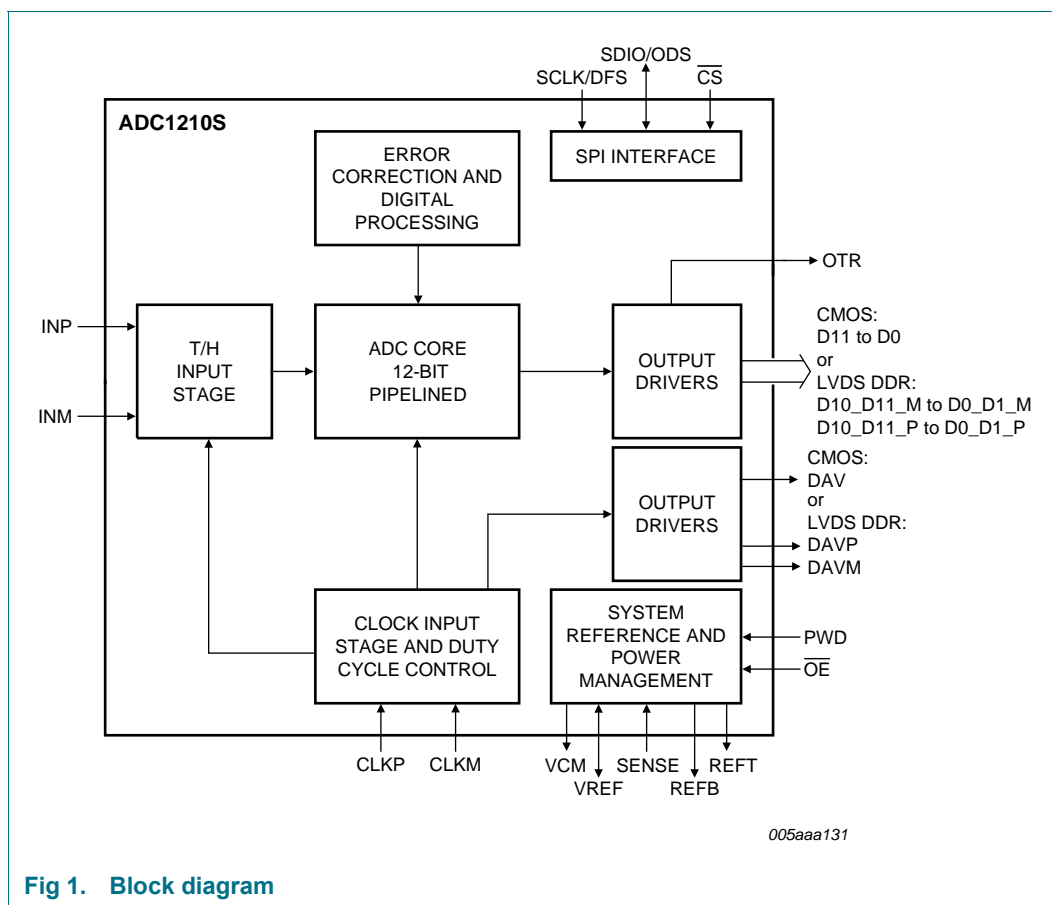 SDIO/ODS
SCLK/DFS
C̅S̅
ADC1210S
ERROR
CORRECTION AND
DIGITAL
PROCESSING
SPI INTERFACE
OTR
INP
INM
T/H
INPUT
STAGE
ADC CORE
12-BIT
PIPELINED
OUTPUT
DRIVERS
CMOS:
D11 to D0
or
LVDS DDR:
D10_D11_M to D0_D1_M
D10_D11_P to D0_D1_P
OUTPUT
DRIVERS
CMOS:
DAV
or
LVDS DDR:
DAVP
DAVM
CLOCK INPUT
STAGE AND DUTY
CYCLE CONTROL
SYSTEM
REFERENCE AND
POWER
MANAGEMENT
PWD
O̅E̅
CLKP
CLKM
VCM
VREF
SENSE
REFB
REFT
005aaa131
Fig 1. Block diagram